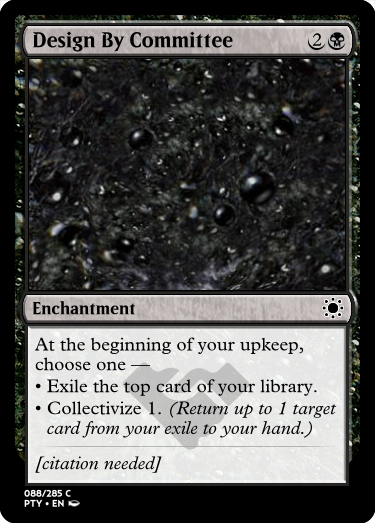 Design By Committee 2
Enchantment
At the beginning of your upkeep,
choose one —
• Exile the top card of your library.
• Collectivize 1. (Return up to 1 target
card from your exile to your hand.)
[citation needed]
088/285 C
PTY • EN